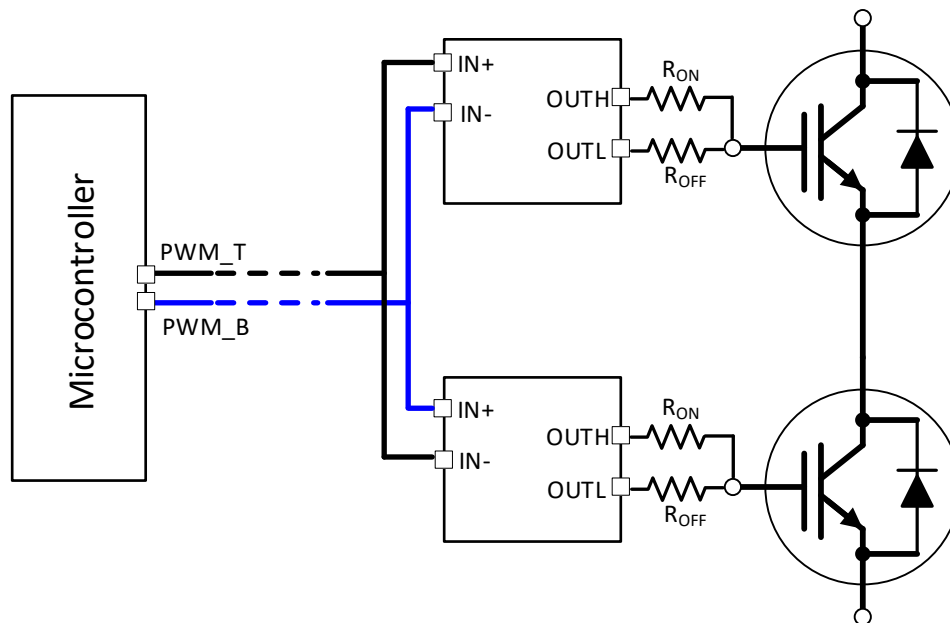 Microcontroller
PWM_T
PWM_B
IN+
IN-
OUTH
OUTL
RON
ROFF
IN+
IN-
OUTH
OUTL
RON
ROFF